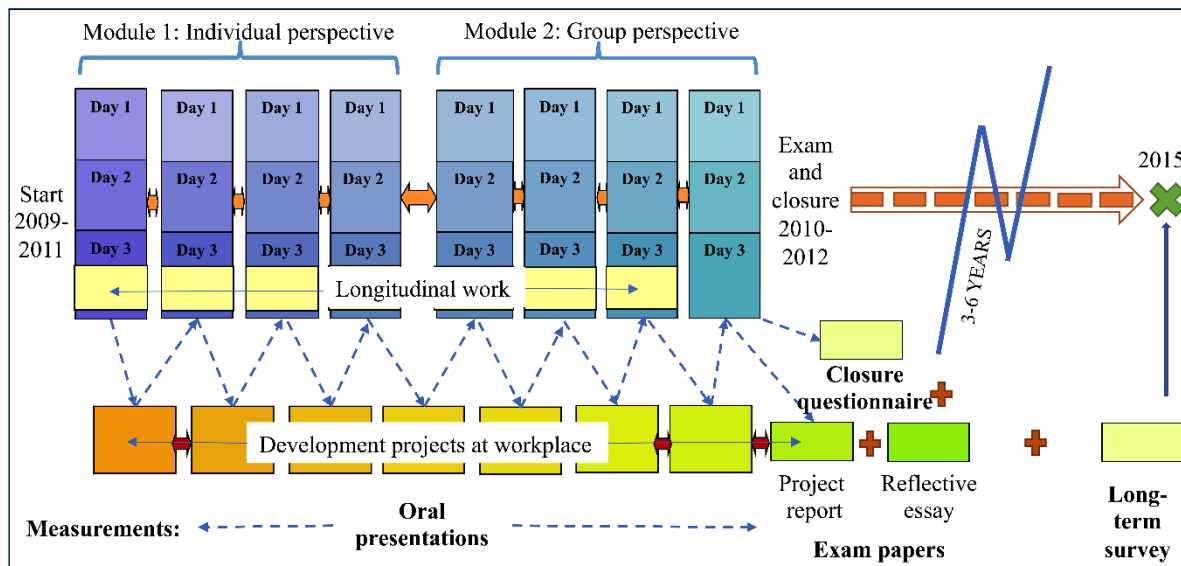 Module 1: Individual perspective
Module 2: Group perspective
Day 1
Day 1
Day 1
Day 1
Day 1
Day 1
Day 1
Day 1
Day 2
Day 2
Day 2
Day 2
Day 2
Day 2
Day 2
Day 2
Day 3
Day 3
Day 3
Day 3
Day 3
Day 3
Day 3
Day 3
Start
2009-
2011
Longitudinal work
Exam
and
closure
2010-
2012
3-6 YEARS
2015
Closure
questionnaire
Development projects at workplace
Project
report
Reflective
essay
Measurements:
Oral
presentations
Exam papers
Long-
term
survey